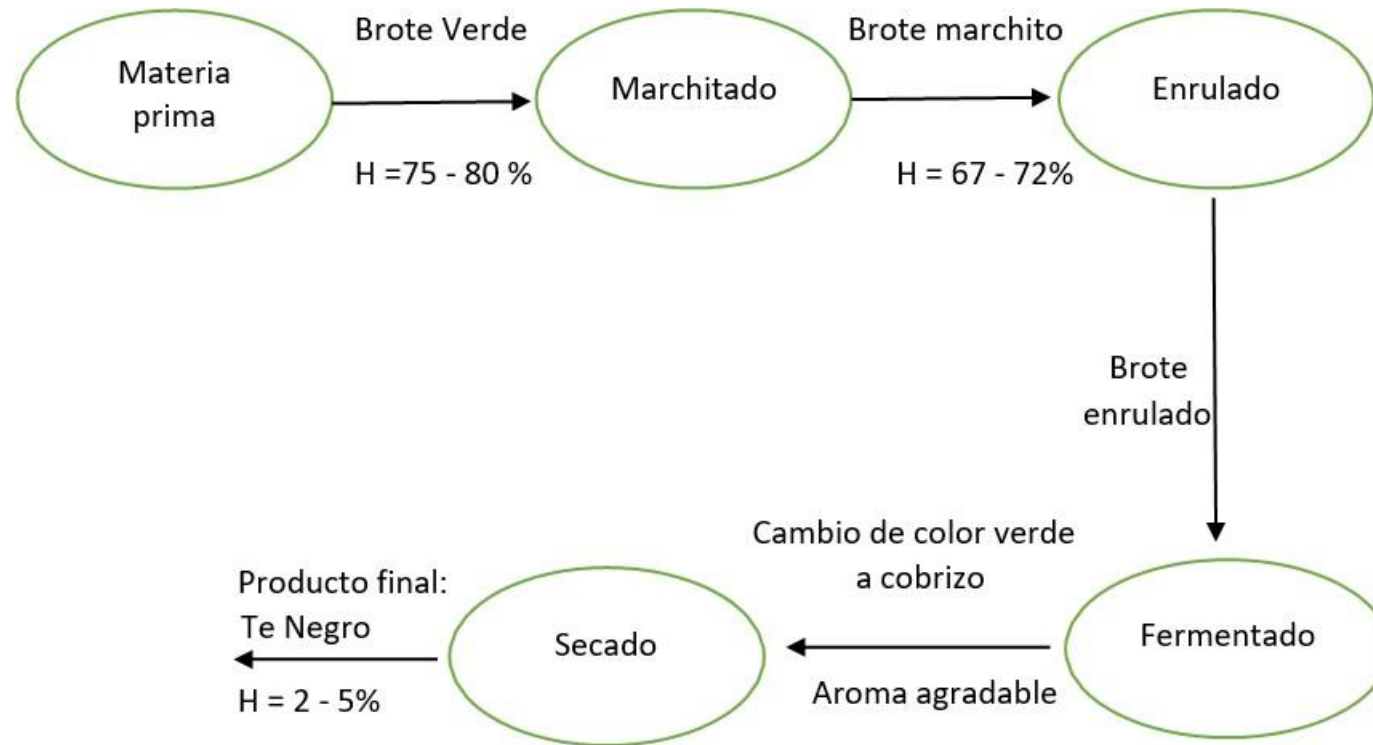 Materia
prima
Brote Verde
H =75 - 80 %
Marchitado
Brote marchito
H = 67 - 72%
Enrulado
Brote
enrulado
Fermentado
Cambio de color verde
a cobrizo
Aroma agradable
Secado
Producto final:
Te Negro
H = 2 - 5%